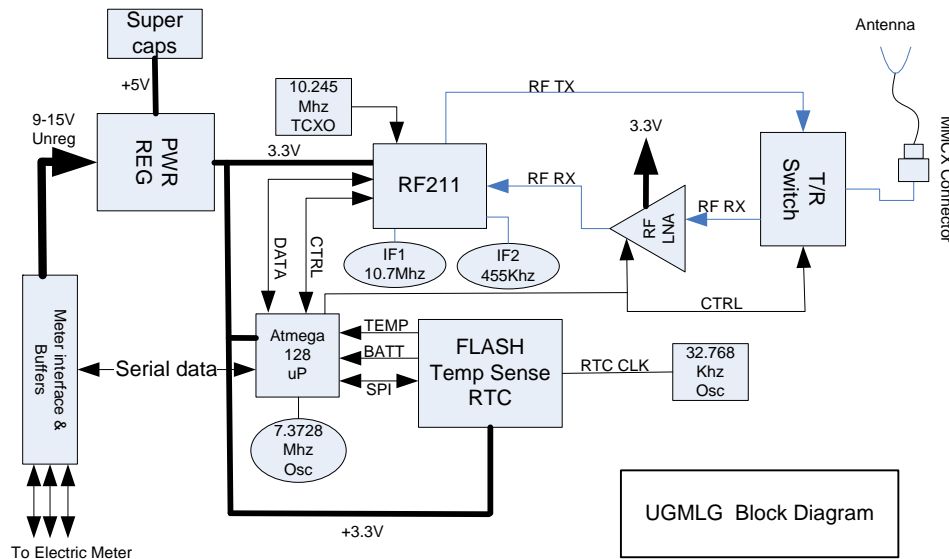 Super
caps
+5V
9-15V
Unreg
PWR
REG
3.3V
10.245
Mhz
TCXO
RF TX
Antenna
MMCX Connector
3.3V
T/R
Switch
RF211
RF RX
RF
LNA
RF RX
DATA
CTRL
IF1
10.7Mhz
IF2
455Khz
CTRL
Meter interface &
Buffers
Serial data
Atmega
128
uP
TEMP
BATT
SPI
FLASH
Temp Sense
RTC
RTC CLK
32.768
Khz
Osc
7.3728
Mhz
Osc
+3.3V
UGMLG Block Diagram
To Electric Meter